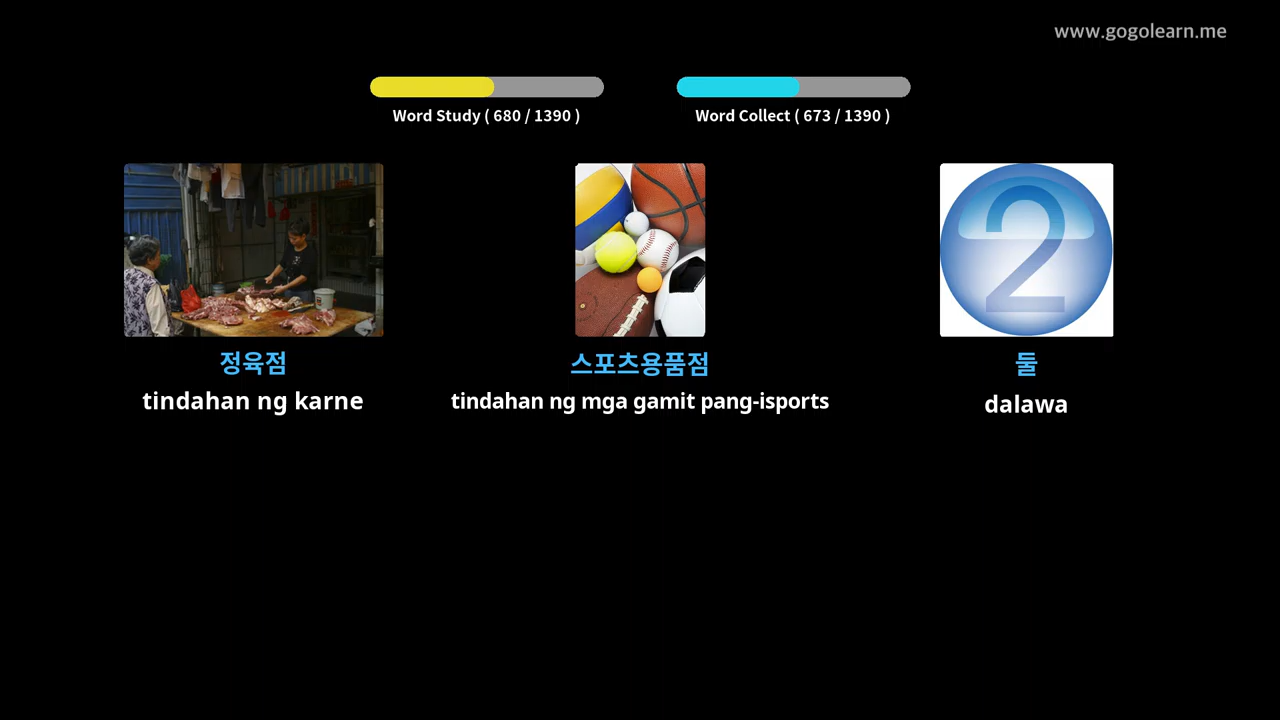 www.gogolearn.me
Word Study ( 680 / 1390 )
Word Collect ( 673 / 1390 )
2
정육점
스포츠용품점
둘
tindahan ng karne
tindahan ng mga gamit pang-isports
dalawa